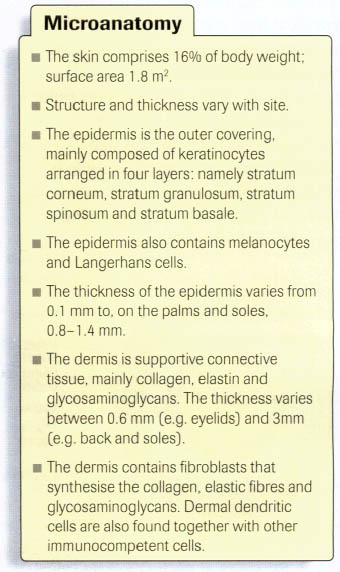 Microanatomy
■ The skin comprises 16% of body weight;
surface area 1.8 m².
■ Structure and thickness vary with site.
■ The epidermis is the outer covering,
mainly composed of keratinocytes
arranged in four layers: namely stratum
corneum, stratum granulosum, stratum
spinosum and stratum basale.
■ The epidermis also contains melanocytes
and Langerhans cells.
■ The thickness of the epidermis varies from
0.1 mm to, on the palms and soles,
0.8–1.4 mm.
■ The dermis is supportive connective
tissue, mainly collagen, elastin and
glycosaminoglycans. The thickness varies
between 0.6 mm (e.g. eyelids) and 3mm
(e.g. back and soles).
■ The dermis contains fibroblasts that
synthesise the collagen, elastic fibres and
glycosaminoglycans. Dermal dendritic
cells are also found together with other
immunocompetent cells.